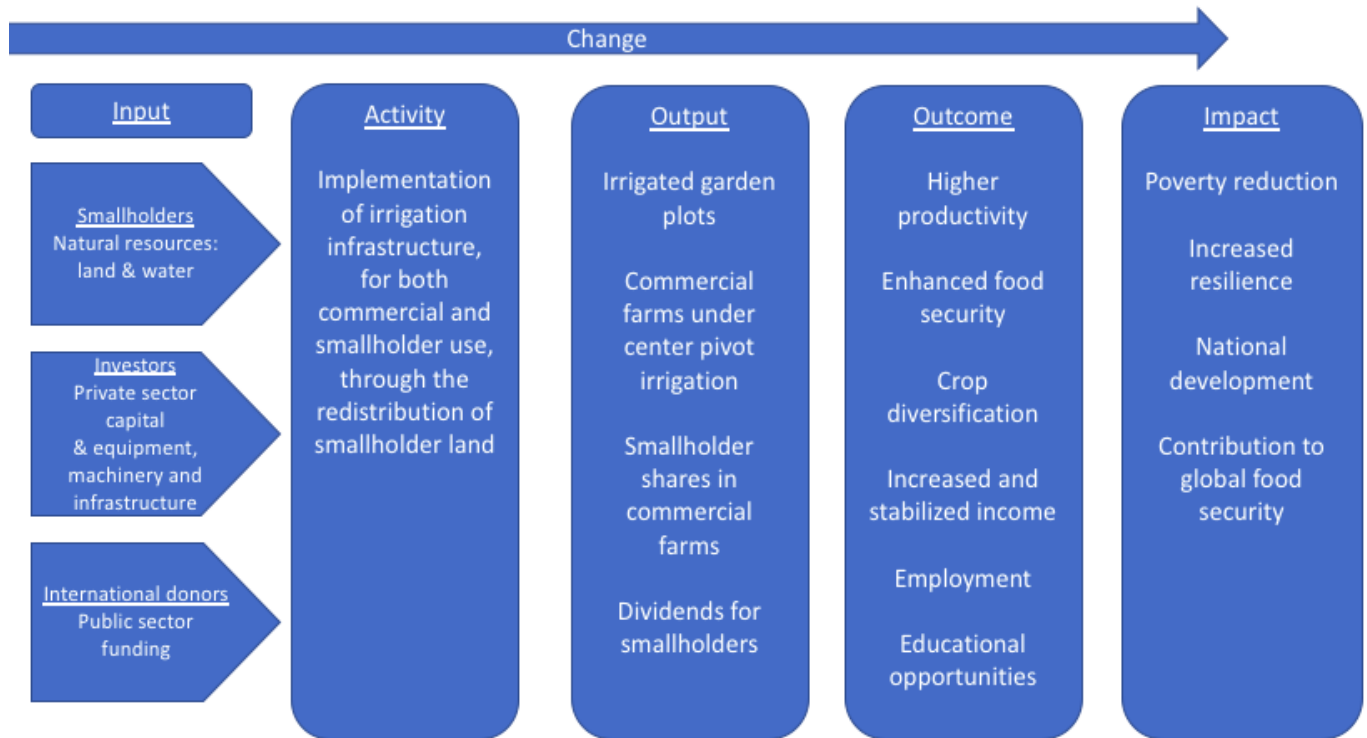 Change
Input
Smallholders
Natural resources:
land & water
Investors
Private sector
capital
& equipment,
machinery and
infrastructure
International donors
Public sector
funding
Activity
Implementation
of irrigation
infrastructure,
for both
commercial and
smallholder use,
through the
redistribution of
smallholder land
Output
Irrigated garden
plots
Commercial
farms under
center pivot
irrigation
Smallholder
shares in
commercial
farms
Dividends for
smallholders
Outcome
Higher
productivity
Enhanced food
security
Crop
diversification
Increased and
stabilized income
Employment
Educational
opportunities
Impact
Poverty reduction
Increased
resilience
National
development
Contribution to
global food
security